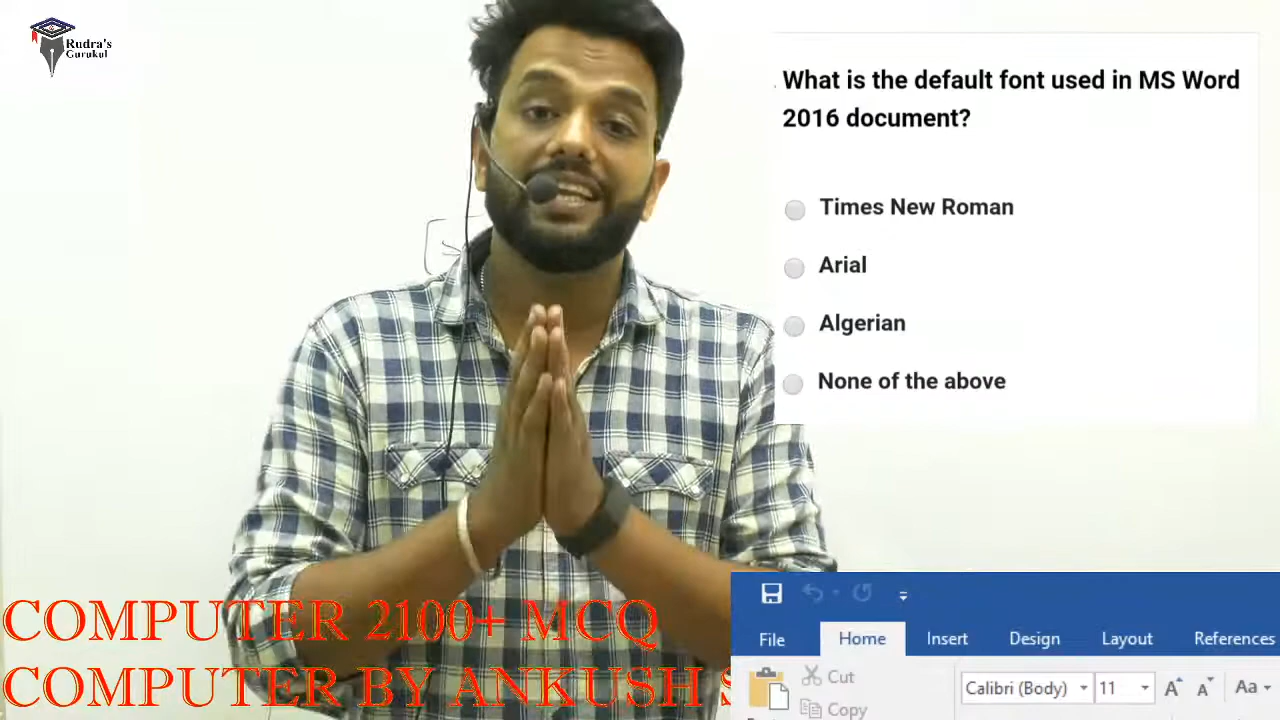 Rudra's
Gurukul
What is the default font used in MS Word
2016 document?
Times New Roman
Arial
Algerian
None of the above
COMPUTER 2100+ MCQ
COMPUTER BY ANKUSH S
File Home Insert Design Layout References
Cut
Calibri (Body) 11 A A Aa
Copy